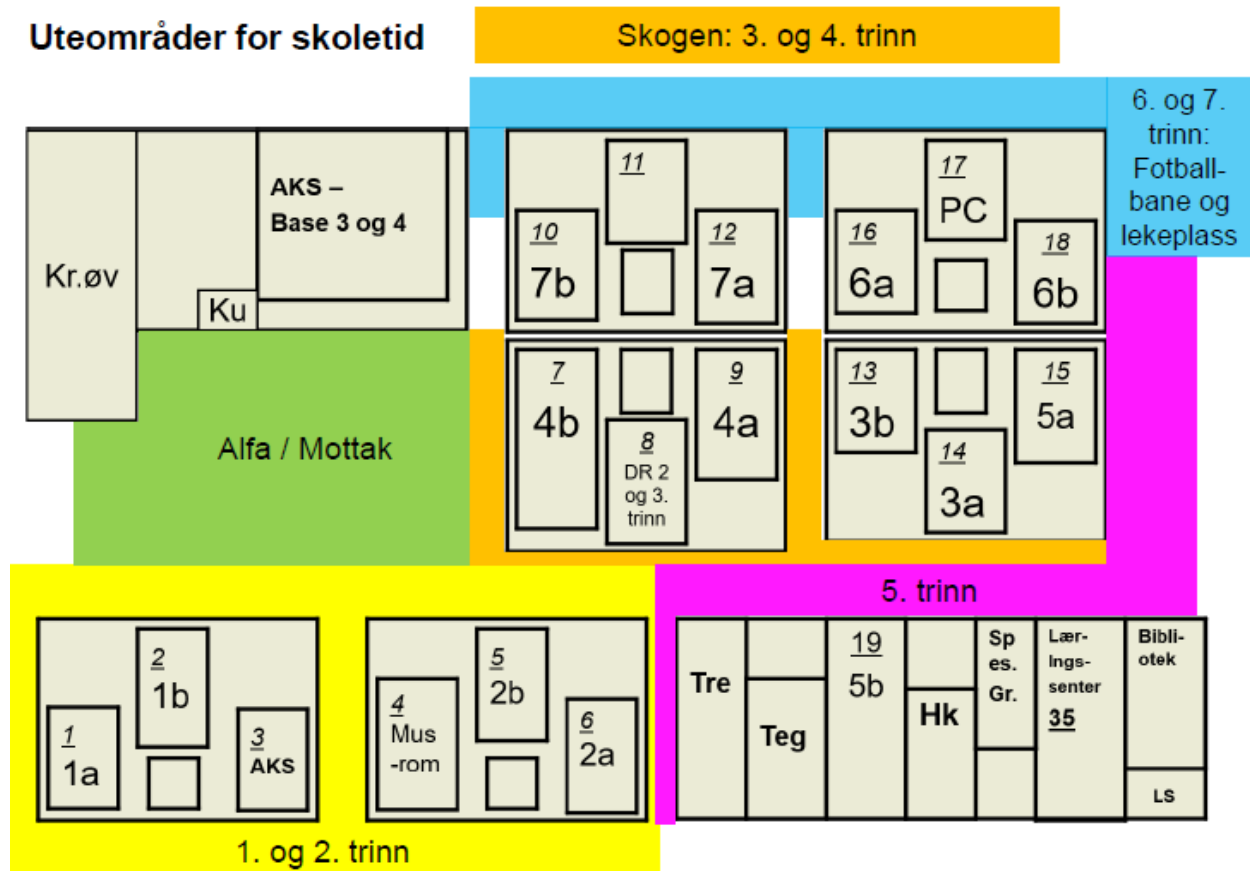 Uteområder for skoletid
Skogen: 3. og 4. trinn
6. og 7.
trinn:
Fotball-
bane og
lekeplass
AKS –
Base 3 og 4
Kr.øv
Ku
11
10
7b
12
7a
17
PC
16
6a
18
6b
Alfa / Mottak
7
4b
8
DR 2
og 3.
trinn
9
4a
13
3b
14
3a
15
5a
5. trinn
1
1a
2
1b
3
AKS
4
Mus
-rom
5
2b
6
2a
1. og 2. trinn
Tre
Teg
19
5b
Hk
Sp
es.
Gr.
Lær-
Ings-
senter
35
Bibli-
otek
LS